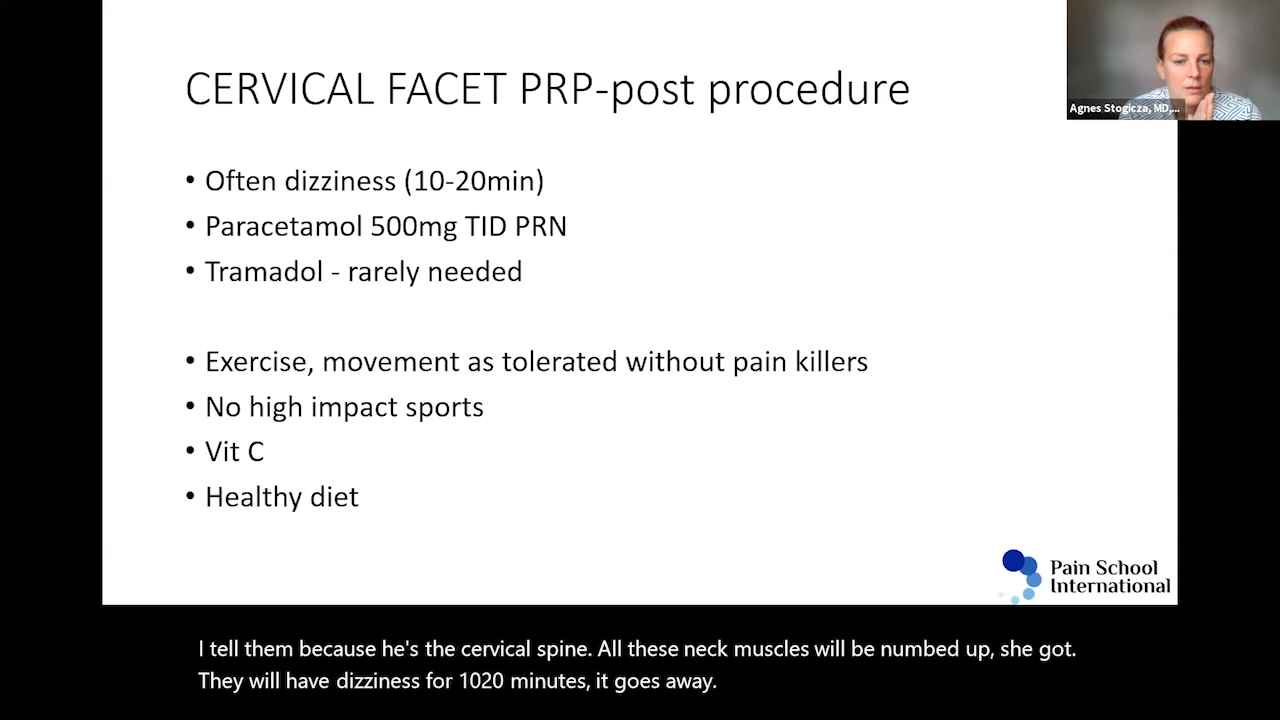 CERVICAL FACET PRP-post procedure
Agnes Stogicza, MD,...
• Often dizziness (10-20min)
• Paracetamol 500mg TID PRN
• Tramadol - rarely needed
• Exercise, movement as tolerated without pain killers
• No high impact sports
• Vit C
• Healthy diet
Pain School
International
I tell them because he's the cervical spine. All these neck muscles will be numbed up, she got.
They will have dizziness for 1020 minutes, it goes away.